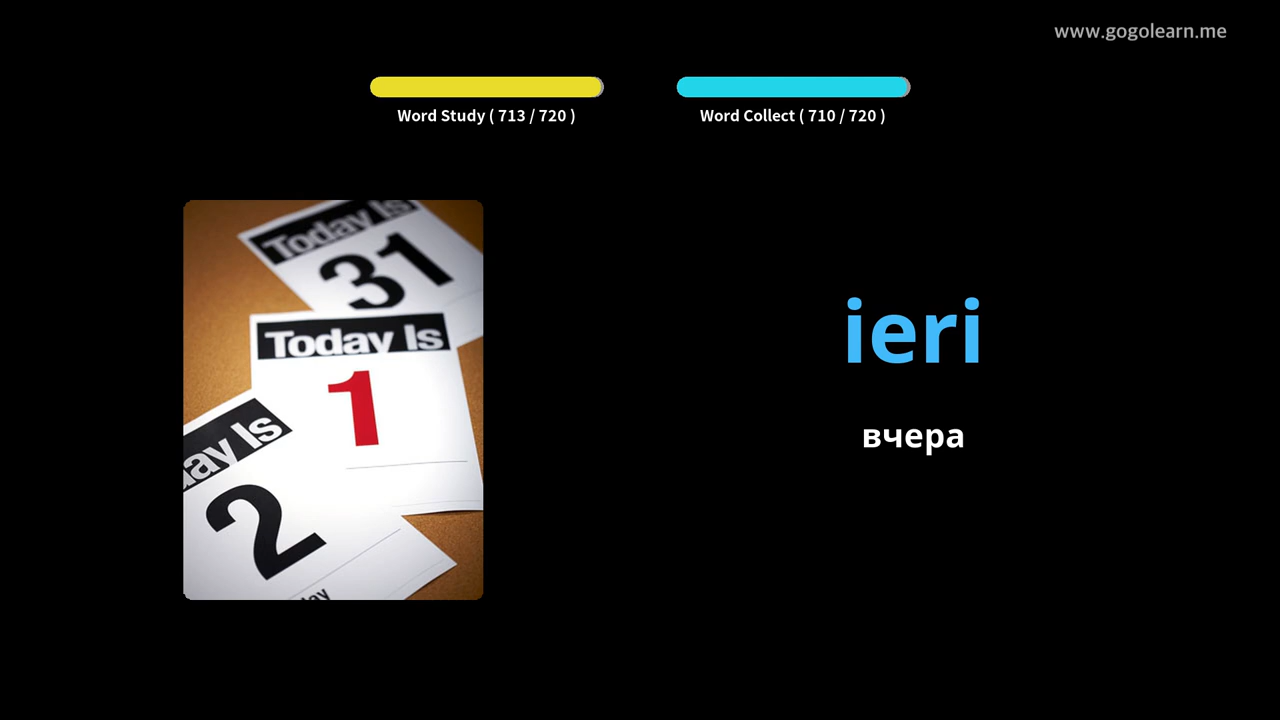 www.gogolearn.me
Word Study ( 713 / 720 )
Word Collect ( 710 / 720 )
Today Is
31
Today Is
1
ay Is
2
ieri
вчера